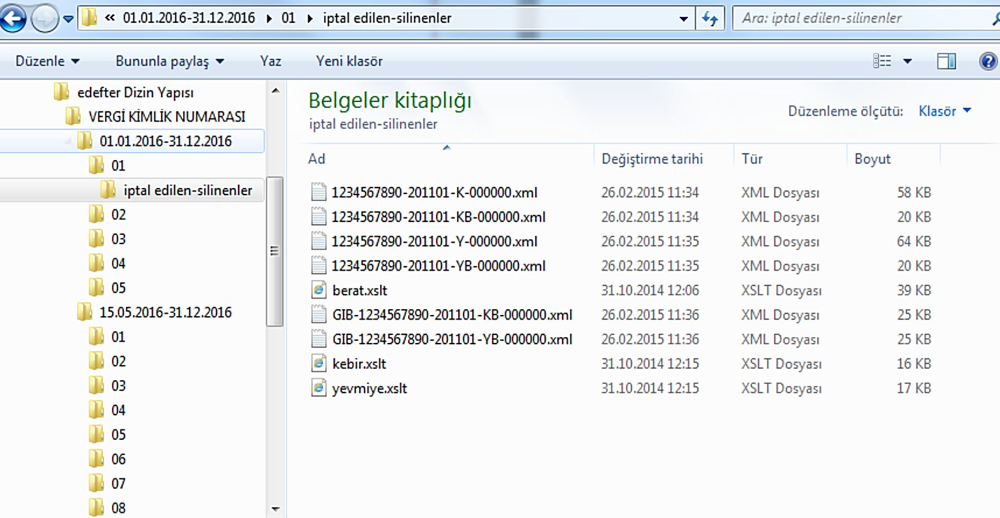 « 01.01.2016-31.12.2016 ▸ 01 ▸ iptal edilen-silinenler
Ara: iptal edilen-silinenler
Düzenle Bununla paylaş Yaz Yeni klasör
edefter Dizin Yapısı
VERGİ KİMLİK NUMARASI
01.01.2016-31.12.2016
01
iptal edilen-silinenler
02
03
04
05
15.05.2016-31.12.2016
01
02
03
04
05
06
07
08
Belgeler kitaplığı
iptal edilen-silinenler
Düzenleme ölçütü: Klasör
Ad Değiştirme tarihi Tür Boyut
1234567890-201101-K-000000.xml 26.02.2015 11:34 XML Dosyası 58 KB
1234567890-201101-KB-000000.xml 26.02.2015 11:34 XML Dosyası 20 KB
1234567890-201101-Y-000000.xml 26.02.2015 11:35 XML Dosyası 64 KB
1234567890-201101-YB-000000.xml 26.02.2015 11:35 XML Dosyası 20 KB
berat.xslt 31.10.2014 12:06 XSLT Dosyası 39 KB
GIB-1234567890-201101-KB-000000.xml 26.02.2015 11:36 XML Dosyası 25 KB
GIB-1234567890-201101-YB-000000.xml 26.02.2015 11:36 XML Dosyası 25 KB
kebir.xslt 31.10.2014 12:15 XSLT Dosyası 16 KB
yevmiye.xslt 31.10.2014 12:15 XSLT Dosyası 17 KB